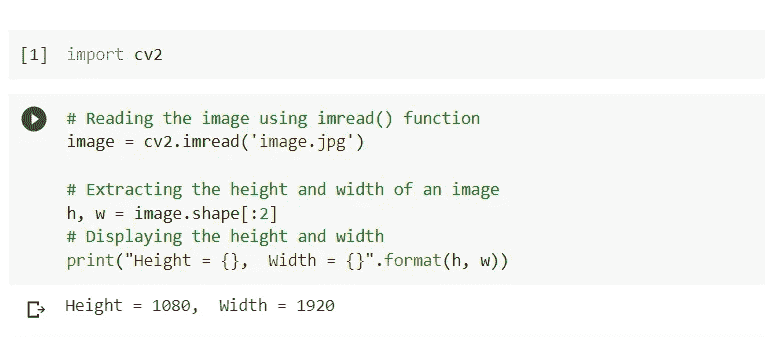 [1] import cv2
# Reading the image using imread() function
image = cv2.imread('image.jpg')
# Extracting the height and width of an image
h, w = image.shape[:2]
# Displaying the height and width
print("Height = {},  Width = {}".format(h, w))
Height = 1080,  Width = 1920